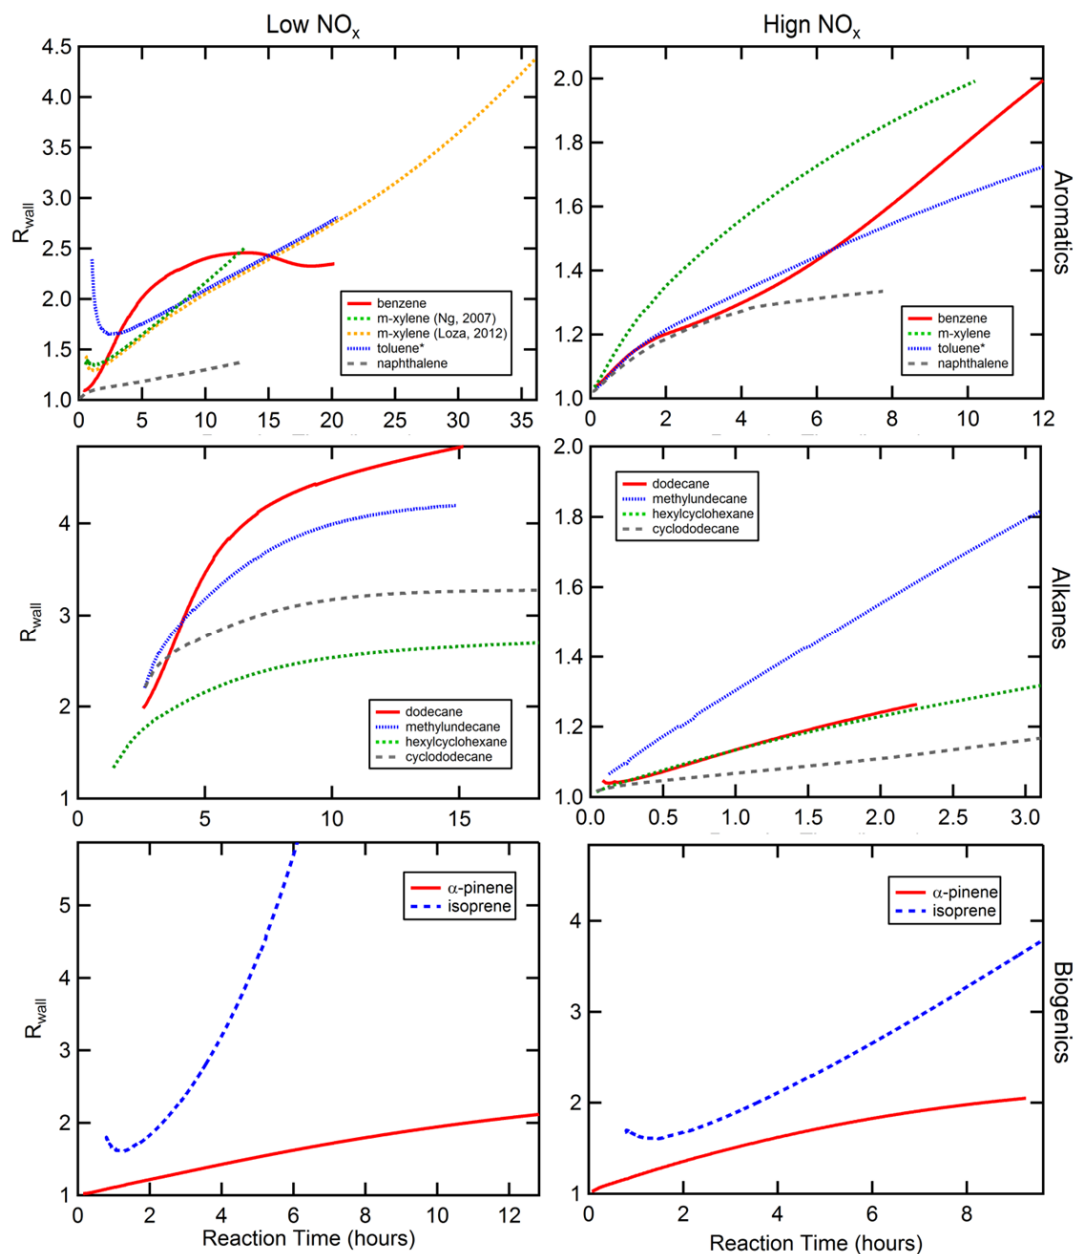 Low NOx
Hign NOx
4.5
4.0
3.5
3.0
2.5
2.0
1.5
1.0
Rwall
0
5
10
15
20
25
30
35
benzene
m-xylene (Ng, 2007)
m-xylene (Loza, 2012)
toluene*
naphthalene
2.0
1.8
1.6
1.4
1.2
1.0
0
2
4
6
8
10
12
benzene
m-xylene
toluene*
naphthalene
Aromatics
4
3
2
1
Rwall
0
5
10
15
dodecane
methylundecane
hexylcyclohexane
cyclododecane
2.0
1.8
1.6
1.4
1.2
1.0
0.0
0.5
1.0
1.5
2.0
2.5
3.0
dodecane
methylundecane
hexylcyclohexane
cyclododecane
Alkanes
5
4
3
2
1
Rwall
0
2
4
6
8
10
12
Reaction Time (hours)
α-pinene
isoprene
4
3
2
1
0
2
4
6
8
Reaction Time (hours)
α-pinene
isoprene
Biogenics